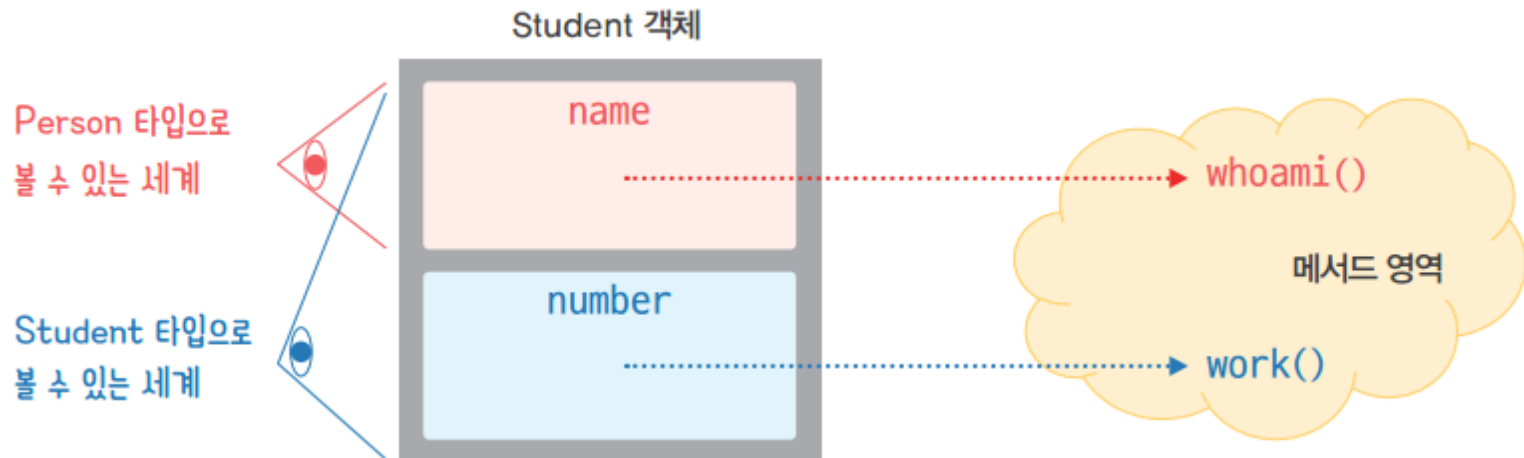 Student 객체
Person 타입으로
볼 수 있는 세계
name
whoami()
메서드 영역
number
Student 타입으로
볼 수 있는 세계
work()